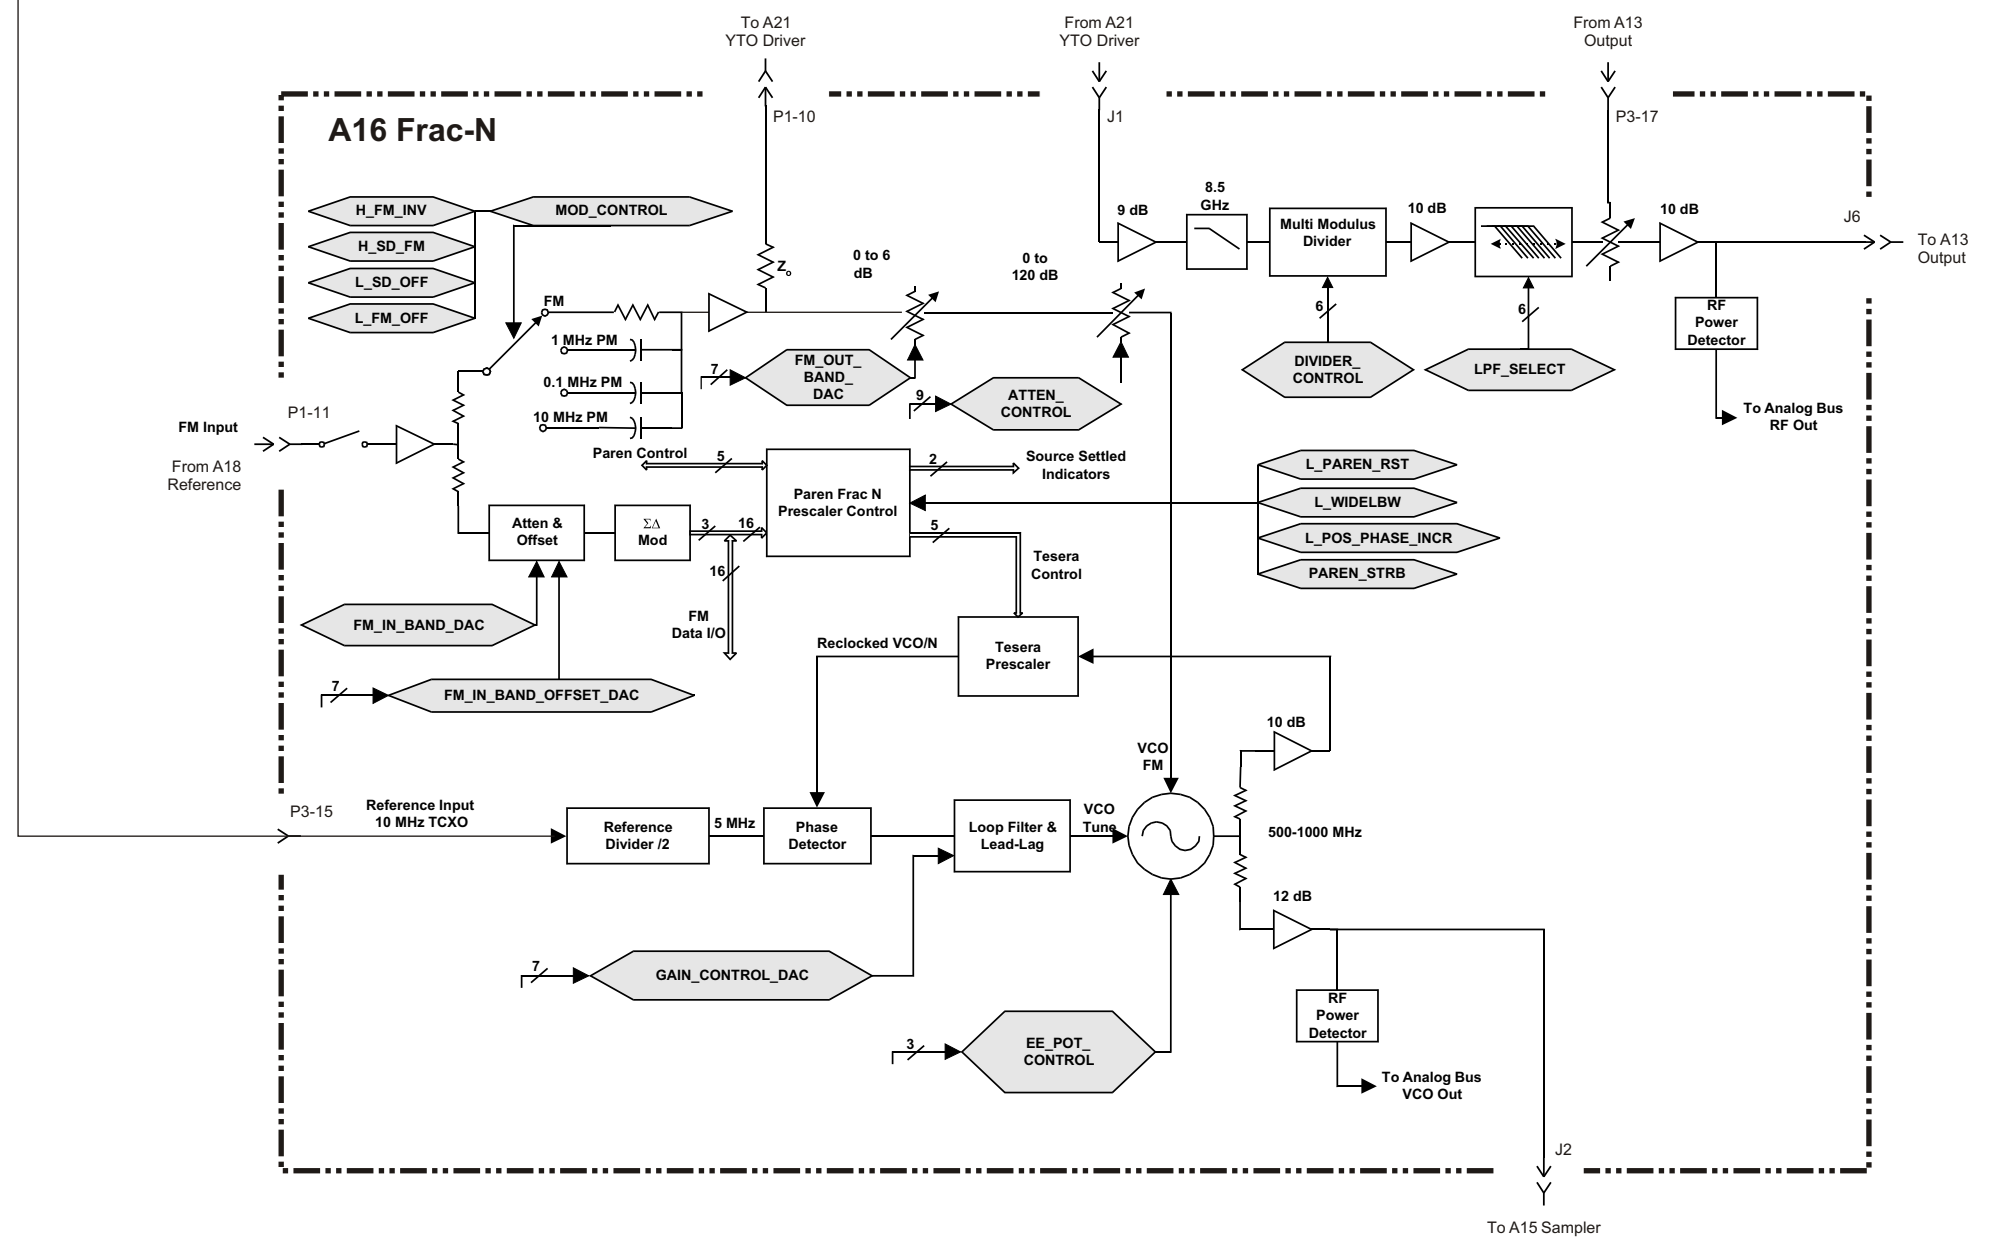 To A21
YTO Driver
From A21
YTO Driver
From A13
Output
P1-10
J1
P3-17
A16 Frac-N
H_FM_INV
MOD_CONTROL
H_SD_FM
L_SD_OFF
L_FM_OFF
Zo
0 to 6
dB
0 to
120 dB
9 dB
8.5
GHz
Multi Modulus
Divider
10 dB
10 dB
J6
To A13
Output
6
6
RF
Power
Detector
DIVIDER_
CONTROL
LPF_SELECT
To Analog Bus
RF Out
FM
1 MHz PM
0.1 MHz PM
10 MHz PM
7
FM_OUT_
BAND_
DAC
9
ATTEN_
CONTROL
P1-11
FM Input
From A18
Reference
Paren Control
5
Paren Frac N
Prescaler Control
2
Source Settled
Indicators
L_PAREN_RST
L_WIDELBW
L_POS_PHASE_INCR
PAREN_STRB
Atten &
Offset
ΣΔ
Mod
3
16
16
5
Tesera
Control
FM
Data I/O
FM_IN_BAND_DAC
7
FM_IN_BAND_OFFSET_DAC
Reclocked VCO/N
Tesera
Prescaler
10 dB
VCO
FM
P3-15
Reference Input
10 MHz TCXO
Reference
Divider /2
5 MHz
Phase
Detector
Loop Filter &
Lead-Lag
VCO
Tune
500-1000 MHz
12 dB
7
GAIN_CONTROL_DAC
3
EE_POT_
CONTROL
RF
Power
Detector
To Analog Bus
VCO Out
J2
To A15 Sampler